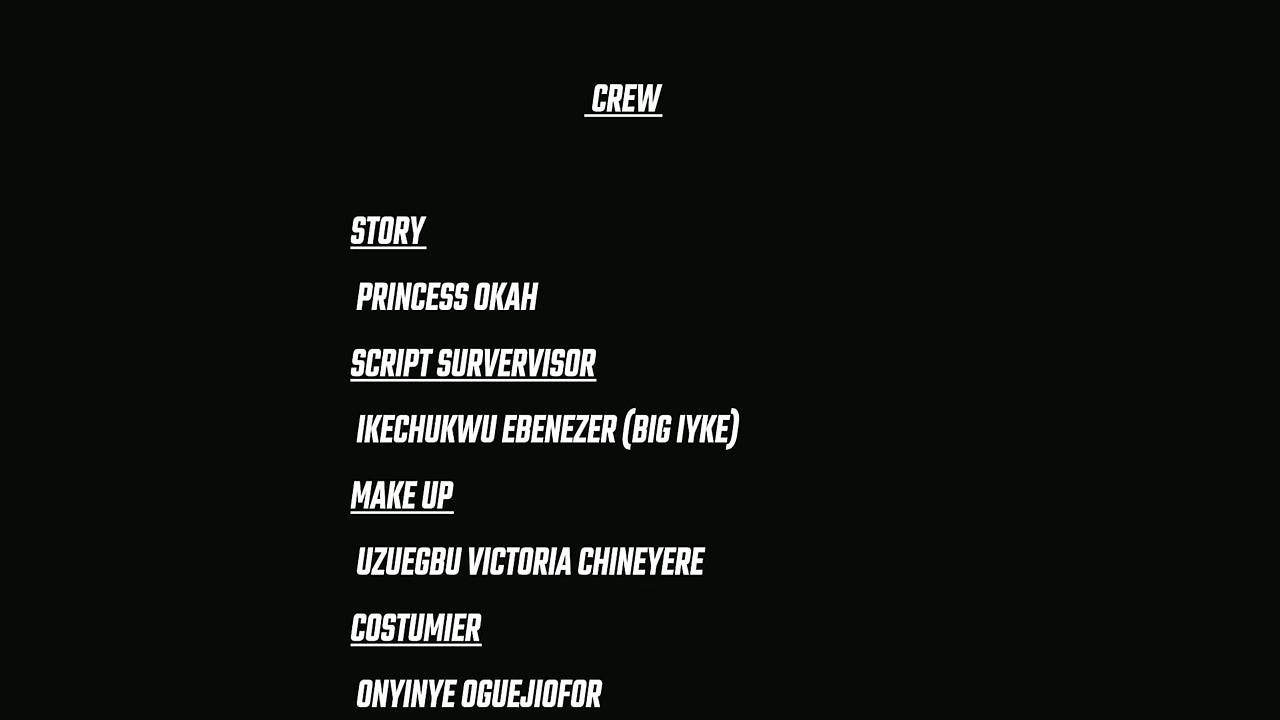 CREW
STORY
PRINCESS OKAH
SCRIPT SURVERVISOR
IKECHUKWU EBENEZER (BIG IYKE)
MAKE UP
UZUEGBU VICTORIA CHINEYERE
COSTUMIER
ONYINYE OGUEJIOFOR